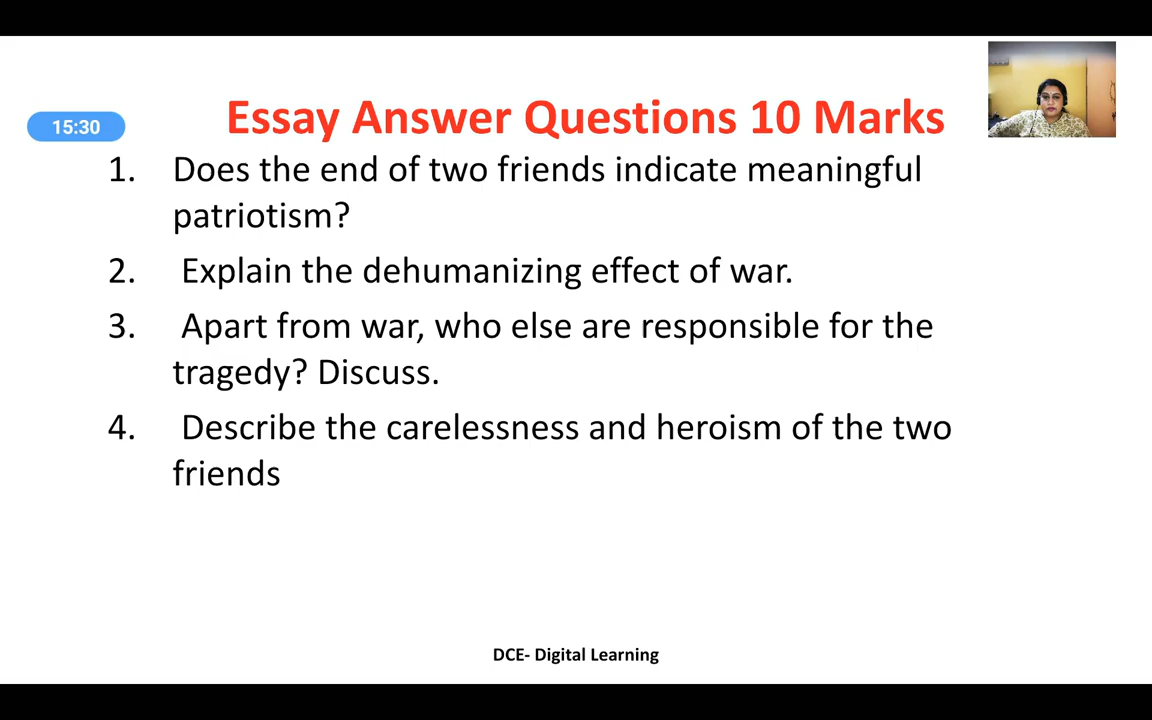 Essay Answer Questions 10 Marks
15:30
1. Does the end of two friends indicate meaningful
patriotism?
2. Explain the dehumanizing effect of war.
3. Apart from war, who else are responsible for the
tragedy? Discuss.
4. Describe the carelessness and heroism of the two
friends
DCE- Digital Learning